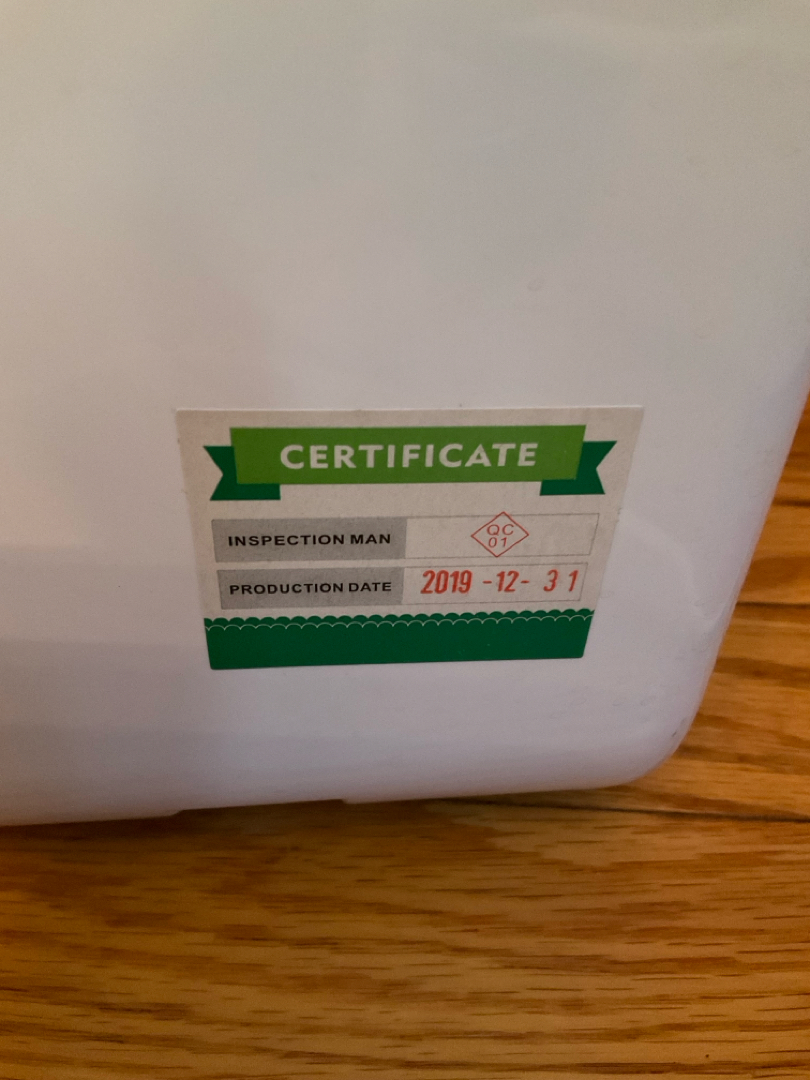 CERTIFICATE
INSPECTION MAN
QC
01
PRODUCTION DATE
2019 -12- 31